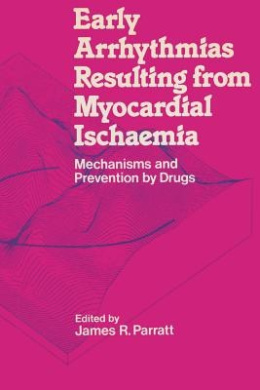 Early
Arrhythmias
Resulting from
Myocardial
Ischaemia
Mechanisms and
Prevention by Drugs
Edited by
James R. Parratt